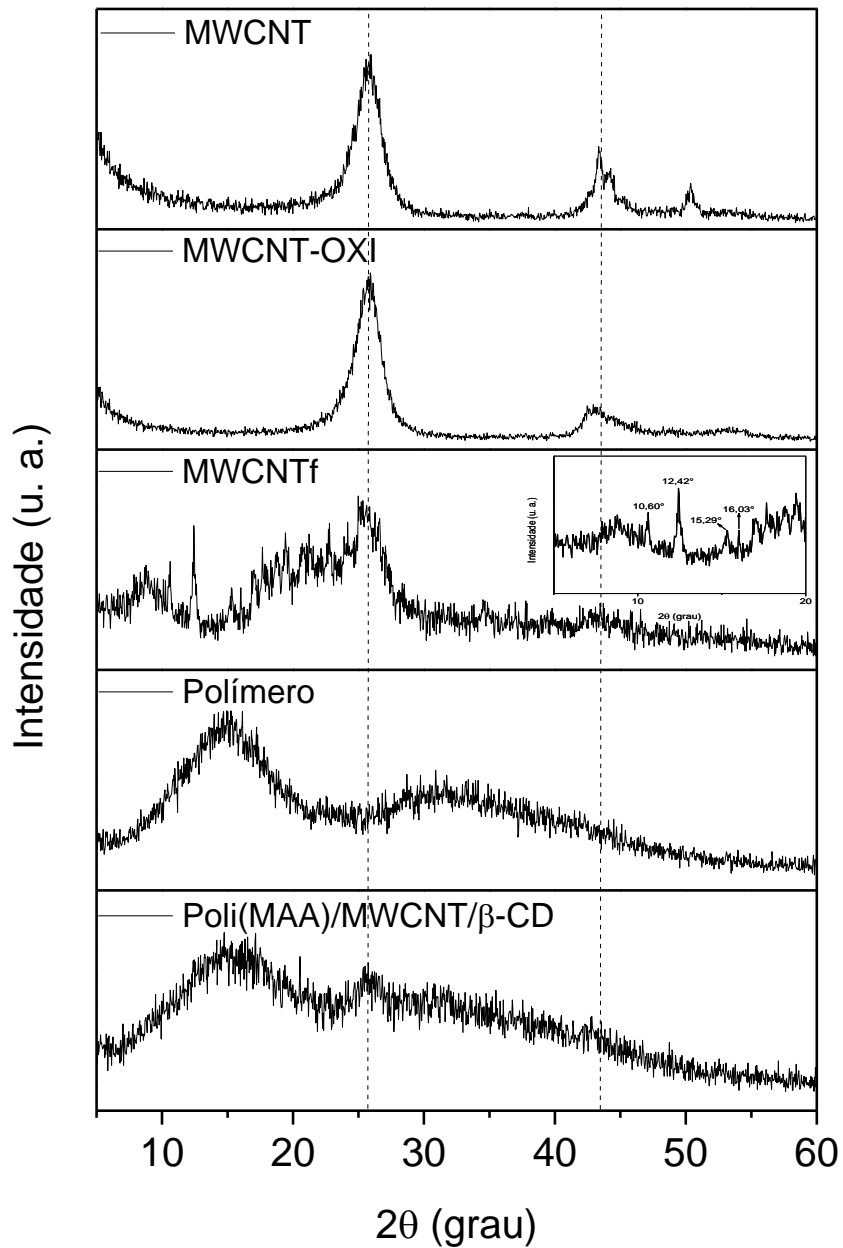 MWCNT
MWCNT-OXI
MWCNTf
Intensidade (u. a.)
10,60°
12,42°
15,29°
16,03°
10
20
2θ (grau)
Polímero
Poli(MAA)/MWCNT/β-CD
Intensidade (u. a.)
10 20 30 40 50 60
2θ (grau)